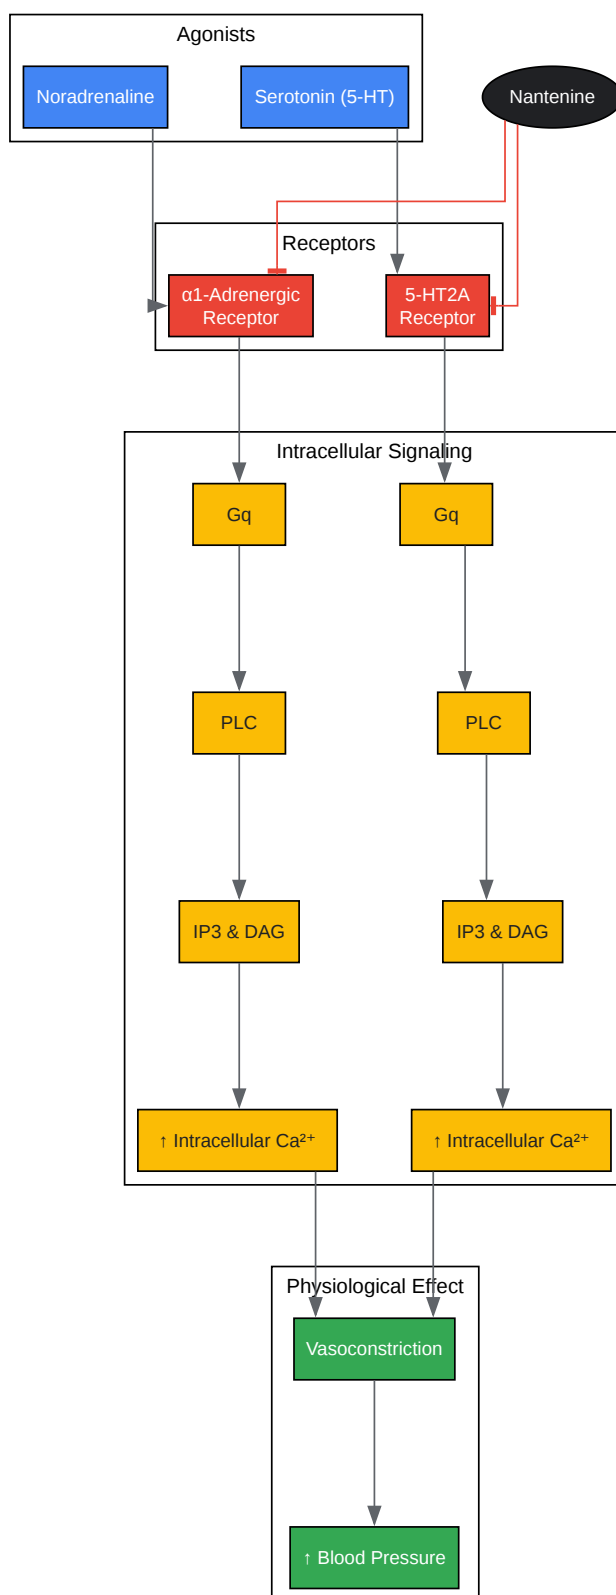 Agonists
Noradrenaline
Serotonin (5-HT)
Nantenine
Receptors
α1-Adrenergic
Receptor
5-HT2A
Receptor
Intracellular Signaling
Gq
Gq
PLC
PLC
IP3 & DAG
IP3 & DAG
↑ Intracellular Ca²⁺
↑ Intracellular Ca²⁺
Physiological Effect
Vasoconstriction
↑ Blood Pressure